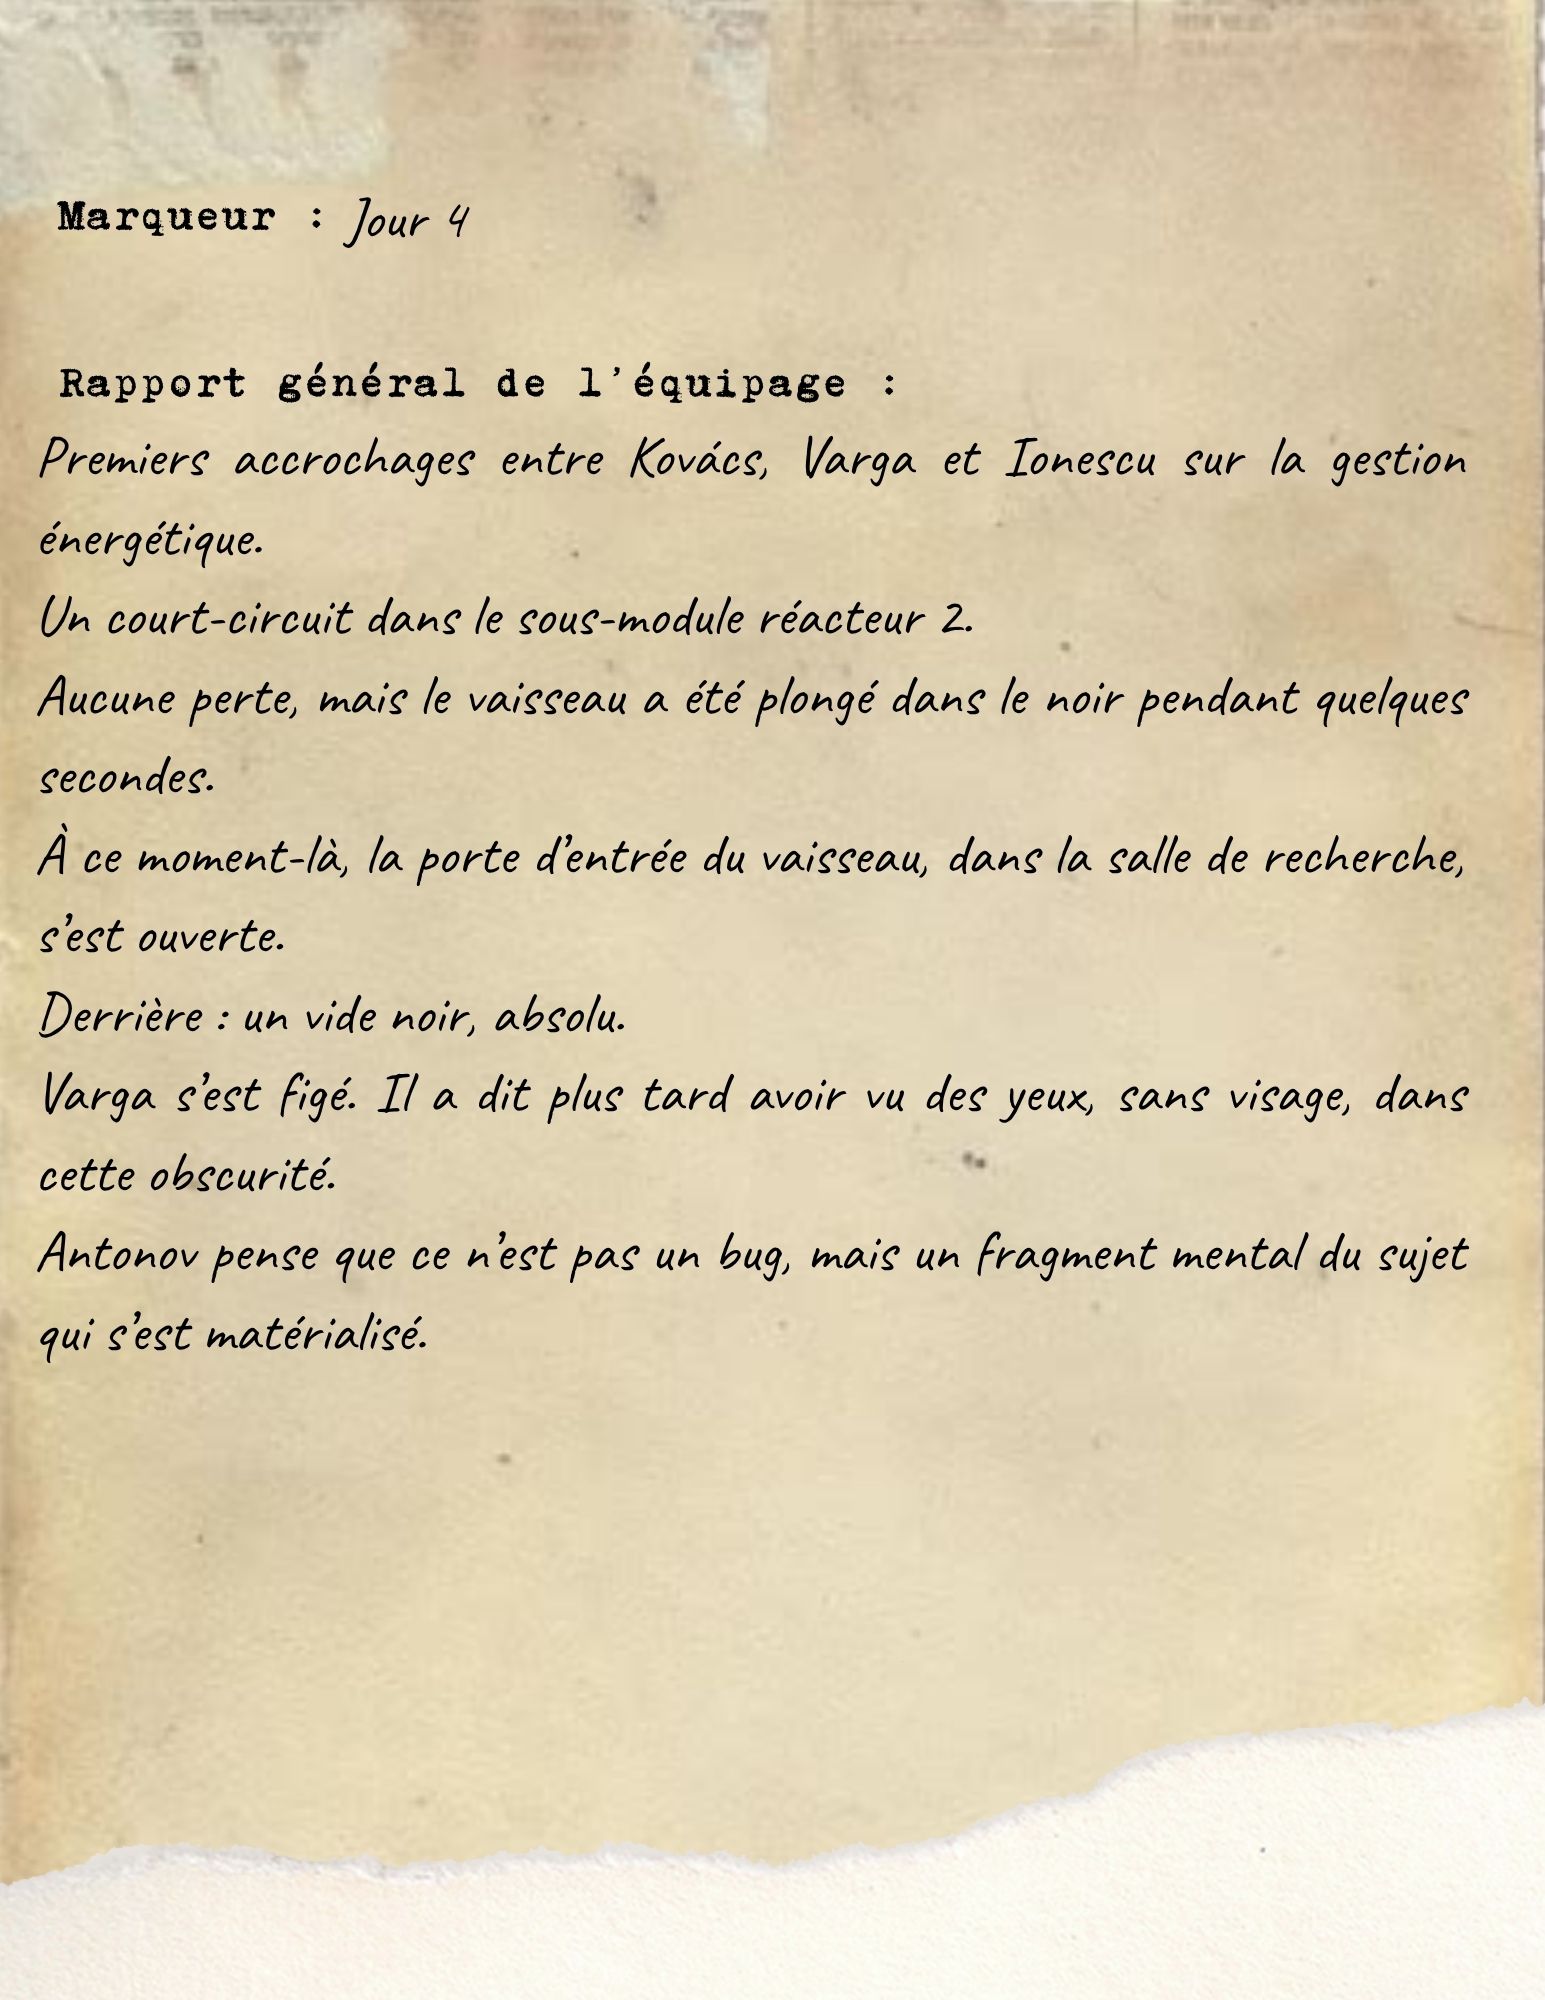 Marqueur : Jour 4
Rapport général de l'équipage :
Premiers accrochages entre Kovács, Varga et Ionescu sur la gestion
énergétique.
Un court-circuit dans le sous-module réacteur 2.
Aucune perte, mais le vaisseau a été plongé dans le noir pendant quelques
secondes.
À ce moment-là, la porte d’entrée du vaisseau, dans la salle de recherche,
s’est ouverte.
Derrière : un vide noir, absolu.
Varga s’est figé. Il a dit plus tard avoir vu des yeux, sans visage, dans
cette obscurité.
Antonov pense que ce n’est pas un bug, mais un fragment mental du sujet
qui s’est matérialisé.